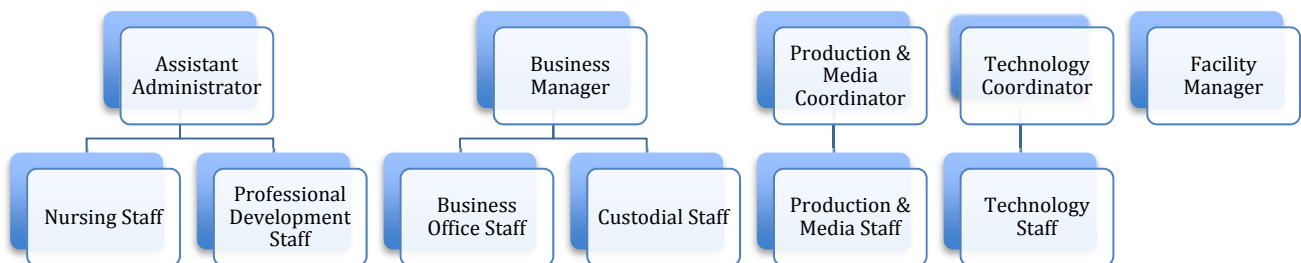 Assistant
Administrator
Business
Manager
Production &
Media
Coordinator
Technology
Coordinator
Facility
Manager
Nursing Staff
Professional
Development
Staff
Business
Office Staff
Custodial Staff
Production &
Media Staff
Technology
Staff